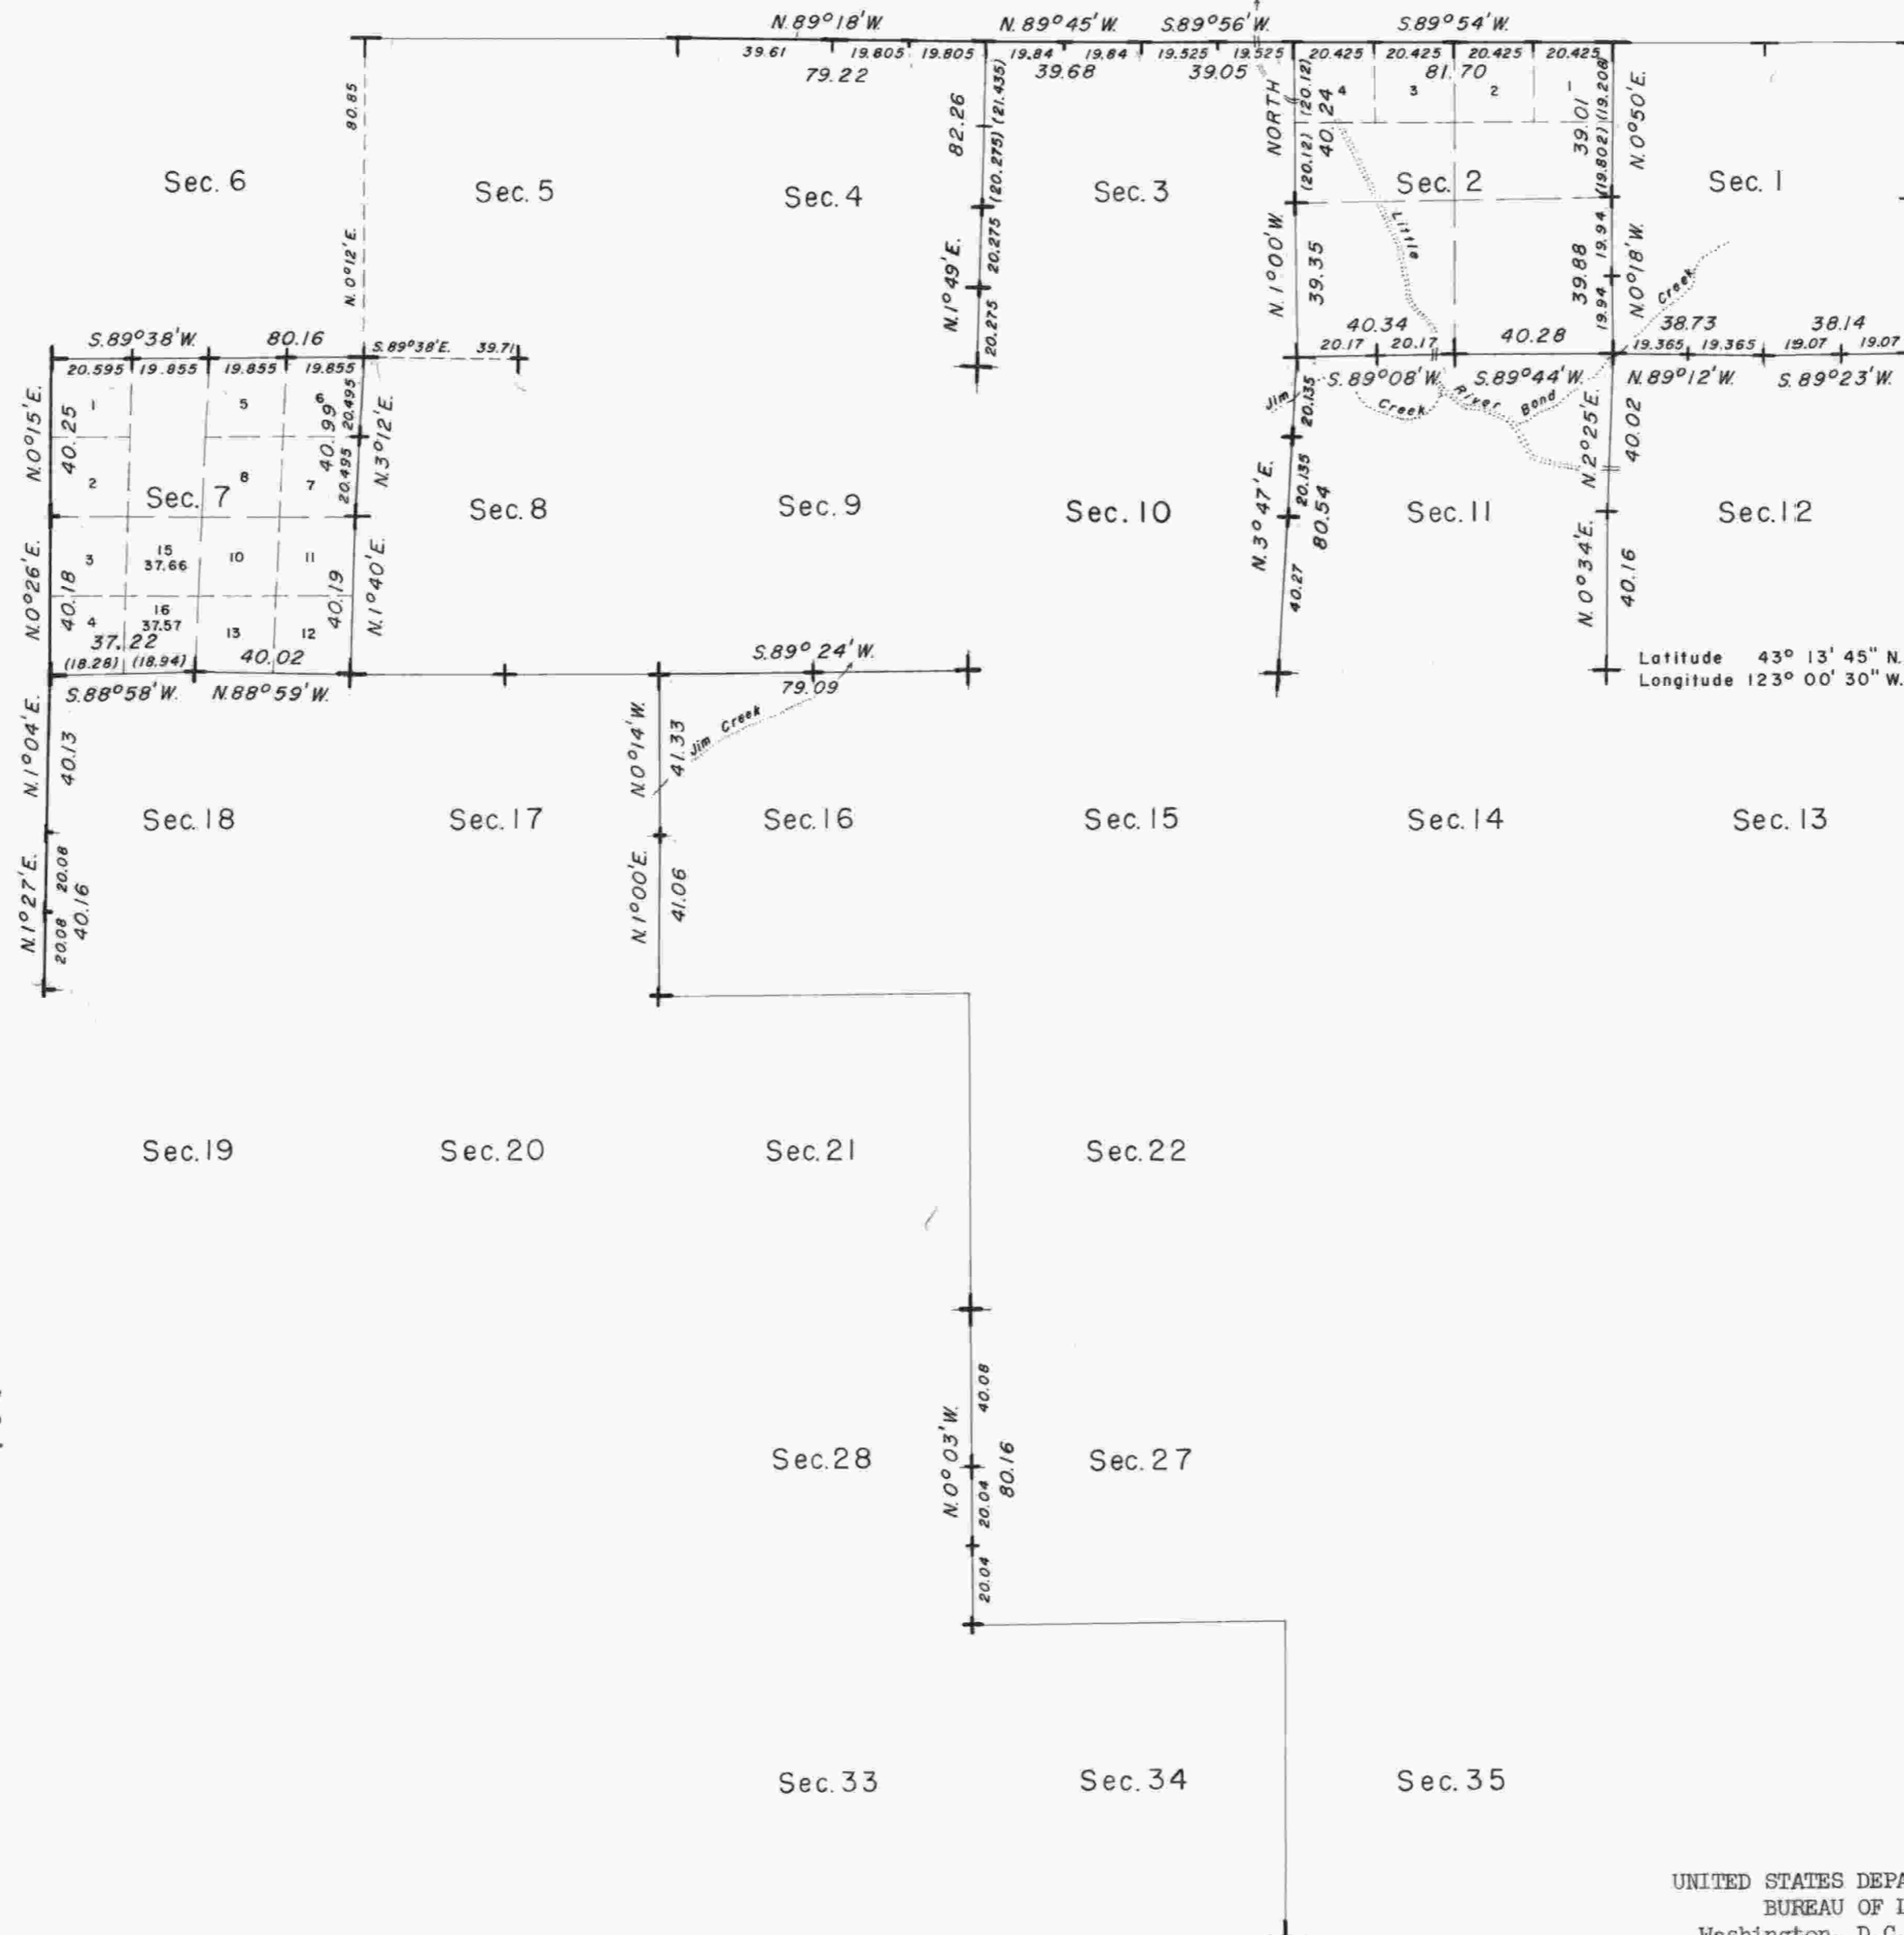 N.89°18'W. N.89°45'W. S.89°56'W. S.89°54'W.
39.61 19.805 19.805 19.84 19.84 19.525 19.525 20.425 20.425 20.425 20.425
79.22 39.68 39.05 81.70
80.85
N.0°12'E.
82.26
(21.435)
(20.275)
20.275
20.275
N.1°49'E.
NORTH
(20.12)
(20.12)
40.24
N.1°00'W.
39.35
4 3 2
39.01
(19.208)
(19.802)
N.0°50'E.
39.88
19.94
19.94
N.0°18'W.
Sec. 6
Sec. 5
Sec. 4
Sec. 3
Sec. 2
Sec. 1
Little
River
Creek
Bond
40.34 40.28 38.73 38.14
20.17 20.17 19.365 19.365 19.07 19.07
S.89°08'W. S.89°44'W. N.89°12'W. S.89°23'W.
S.89°38'W. 80.16 S.89°38'E. 39.71
20.595 19.855 19.855 19.855
N.0°15'E.
40.25
1 5 6
2 8 7
40.99
20.495
20.495
N.3°12'E.
Sec. 7
Sec. 8
Sec. 9
Sec. 10
Sec. 11
Sec. 12
Jim
Creek
20.135
20.135
80.54
40.27
N.3°47'E.
N.2°25'E.
40.02
N.0°34'E.
40.16
N.0°26'E.
40.18
3 15 10 11
37.66
4 16 13 12
37.57
40.19
N.1°40'E.
37.22 40.02
(18.28) (18.94)
S.88°58'W. N.88°59'W.
S.89°24'W.
79.09
Latitude 43° 13' 45" N.
Longitude 123° 00' 30" W.
N.1°04'E.
40.13
N.0°14'W.
41.33
Jim Creek
Sec. 18
Sec. 17
Sec. 16
Sec. 15
Sec. 14
Sec. 13
N.1°27'E.
20.08
20.08
40.16
N.1°00'E.
41.06
Sec. 19
Sec. 20
Sec. 21
Sec. 22
N.0°03'W.
40.08
80.16
20.04
20.04
Sec. 28
Sec. 27
Sec. 33
Sec. 34
Sec. 35
UNITED STATES DEPA
BUREAU OF L
Washington, D.C.